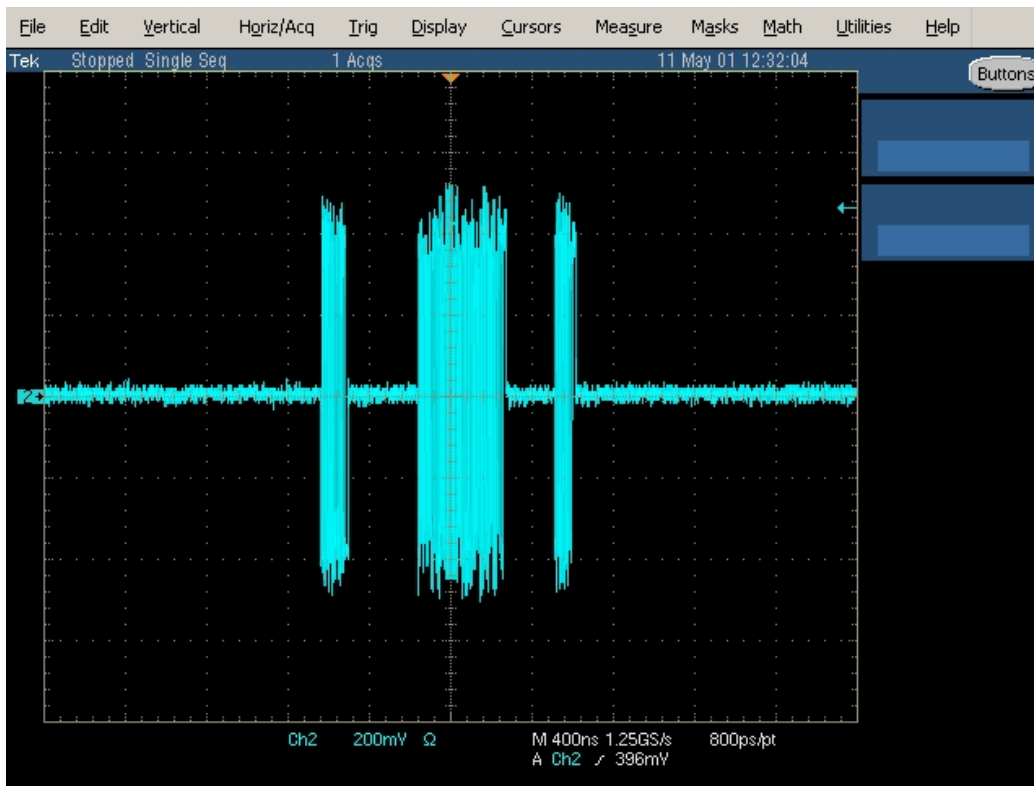 File Edit Vertical Horiz/Acq Trig Display Cursors Measure Masks Math Utilities Help
Tek Stopped Single Seq 1 Acqs 11 May 01 12:32:04
Buttons
2
Ch2 200mV Ω M 400ns 1.25GS/s 800ps/pt
A Ch2 ∕ 396mV